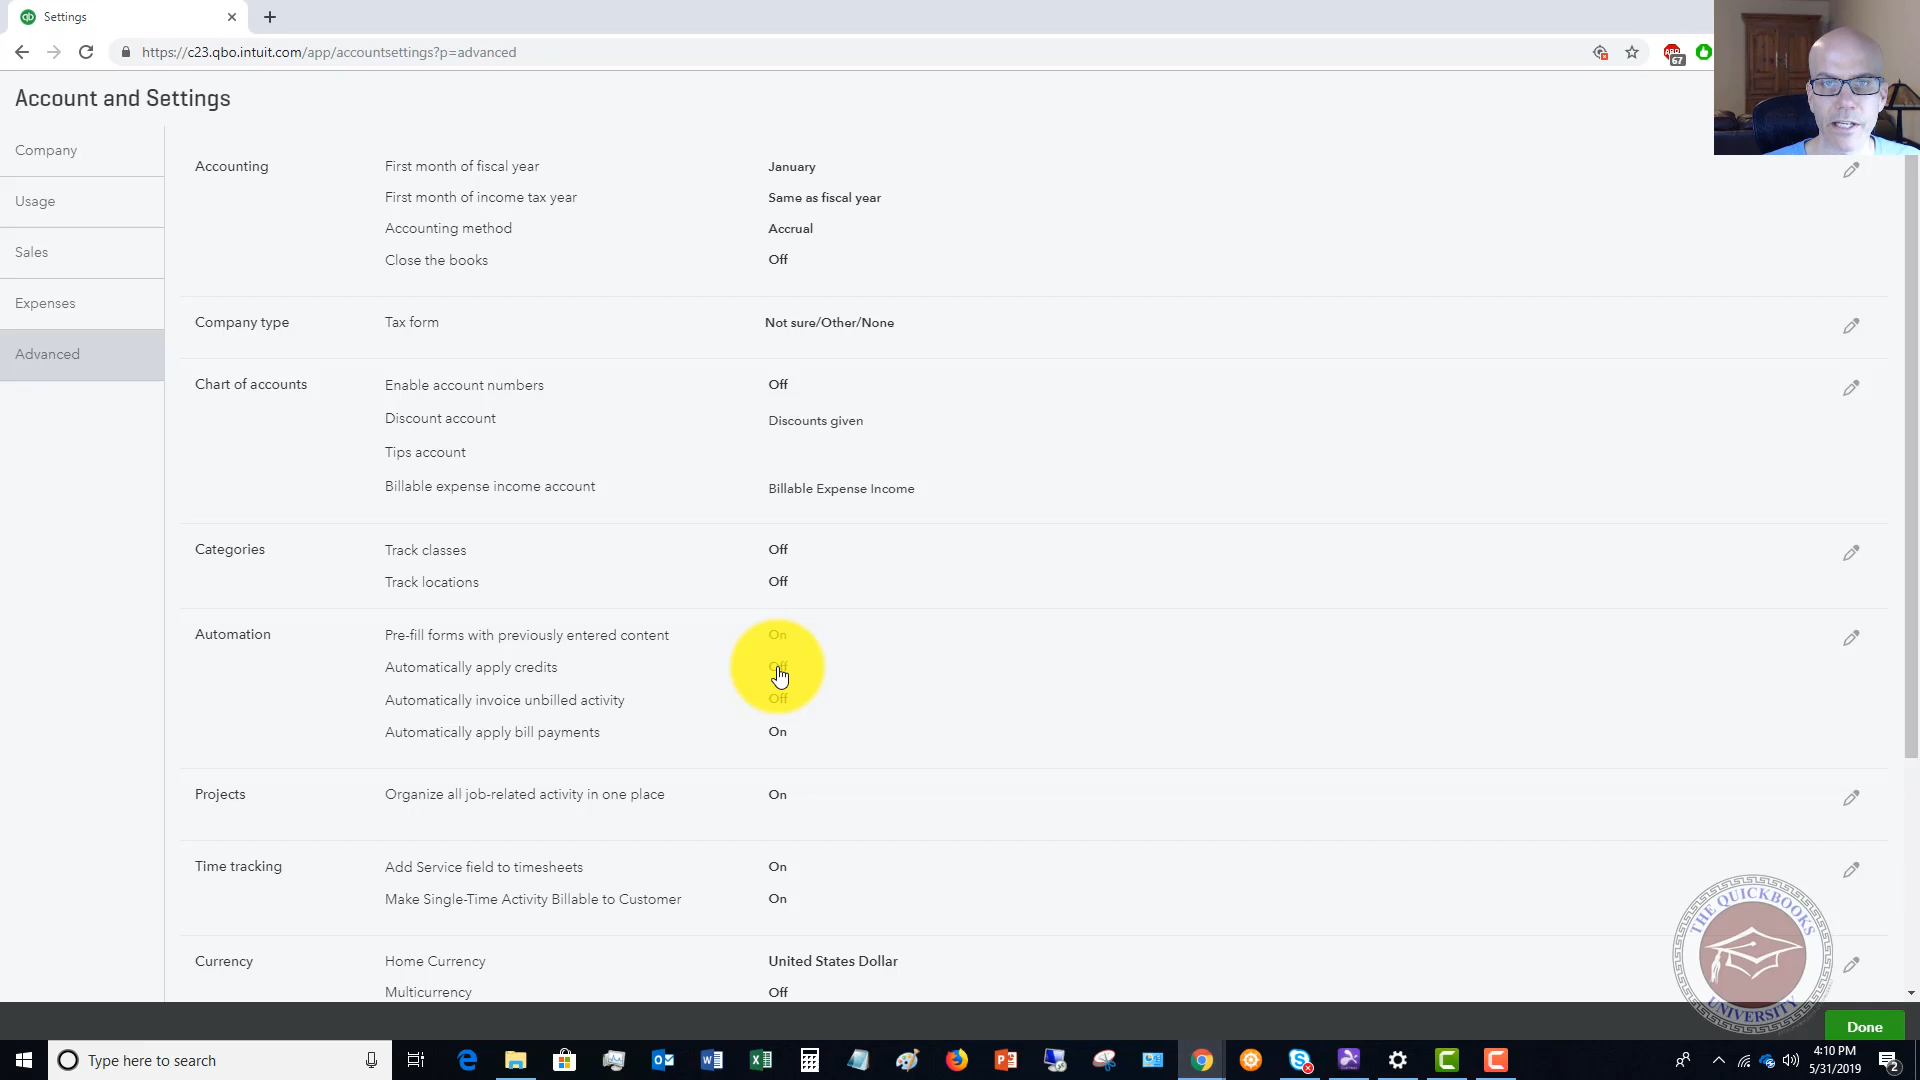 Settings
https://c23.qbo.intuit.com/app/accountsettings?p=advanced
ABP
67
Account and Settings
Company
Usage
Sales
Expenses
Advanced
Accounting First month of fiscal year January
First month of income tax year Same as fiscal year
Accounting method Accrual
Close the books Off
Company type Tax form Not sure/Other/None
Chart of accounts Enable account numbers Off
Discount account Discounts given
Tips account
Billable expense income account Billable Expense Income
Categories Track classes Off
Track locations Off
Automation Pre-fill forms with previously entered content On
Automatically apply credits Off
Automatically invoice unbilled activity Off
Automatically apply bill payments On
Projects Organize all job-related activity in one place On
Time tracking Add Service field to timesheets On
Make Single-Time Activity Billable to Customer On
Currency Home Currency United States Dollar
Multicurrency Off
THE QUICKBOOKS
UNIVERSITY
Done
Type here to search
4:10 PM
5/31/2019
2